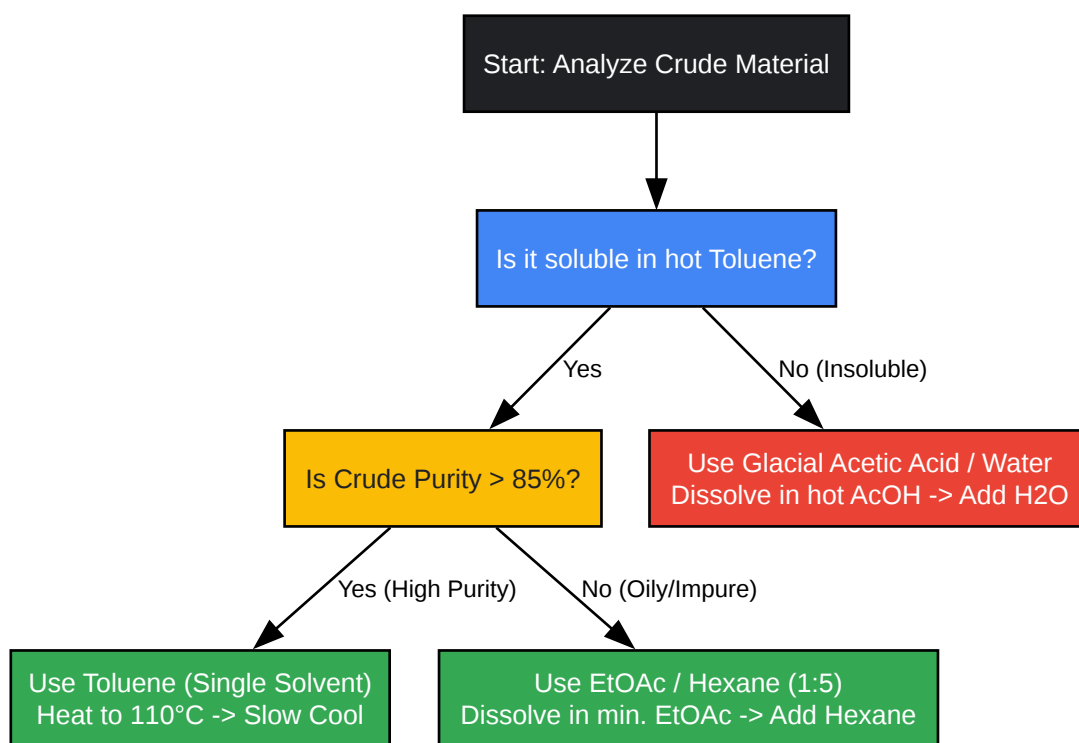 Start: Analyze Crude Material
Is it soluble in hot Toluene?
Yes
No (Insoluble)
Is Crude Purity > 85%?
Use Glacial Acetic Acid / Water
Dissolve in hot AcOH -> Add H2O
Yes (High Purity)
No (Oily/Impure)
Use Toluene (Single Solvent)
Heat to 110°C -> Slow Cool
Use EtOAc / Hexane (1:5)
Dissolve in min. EtOAc -> Add Hexane